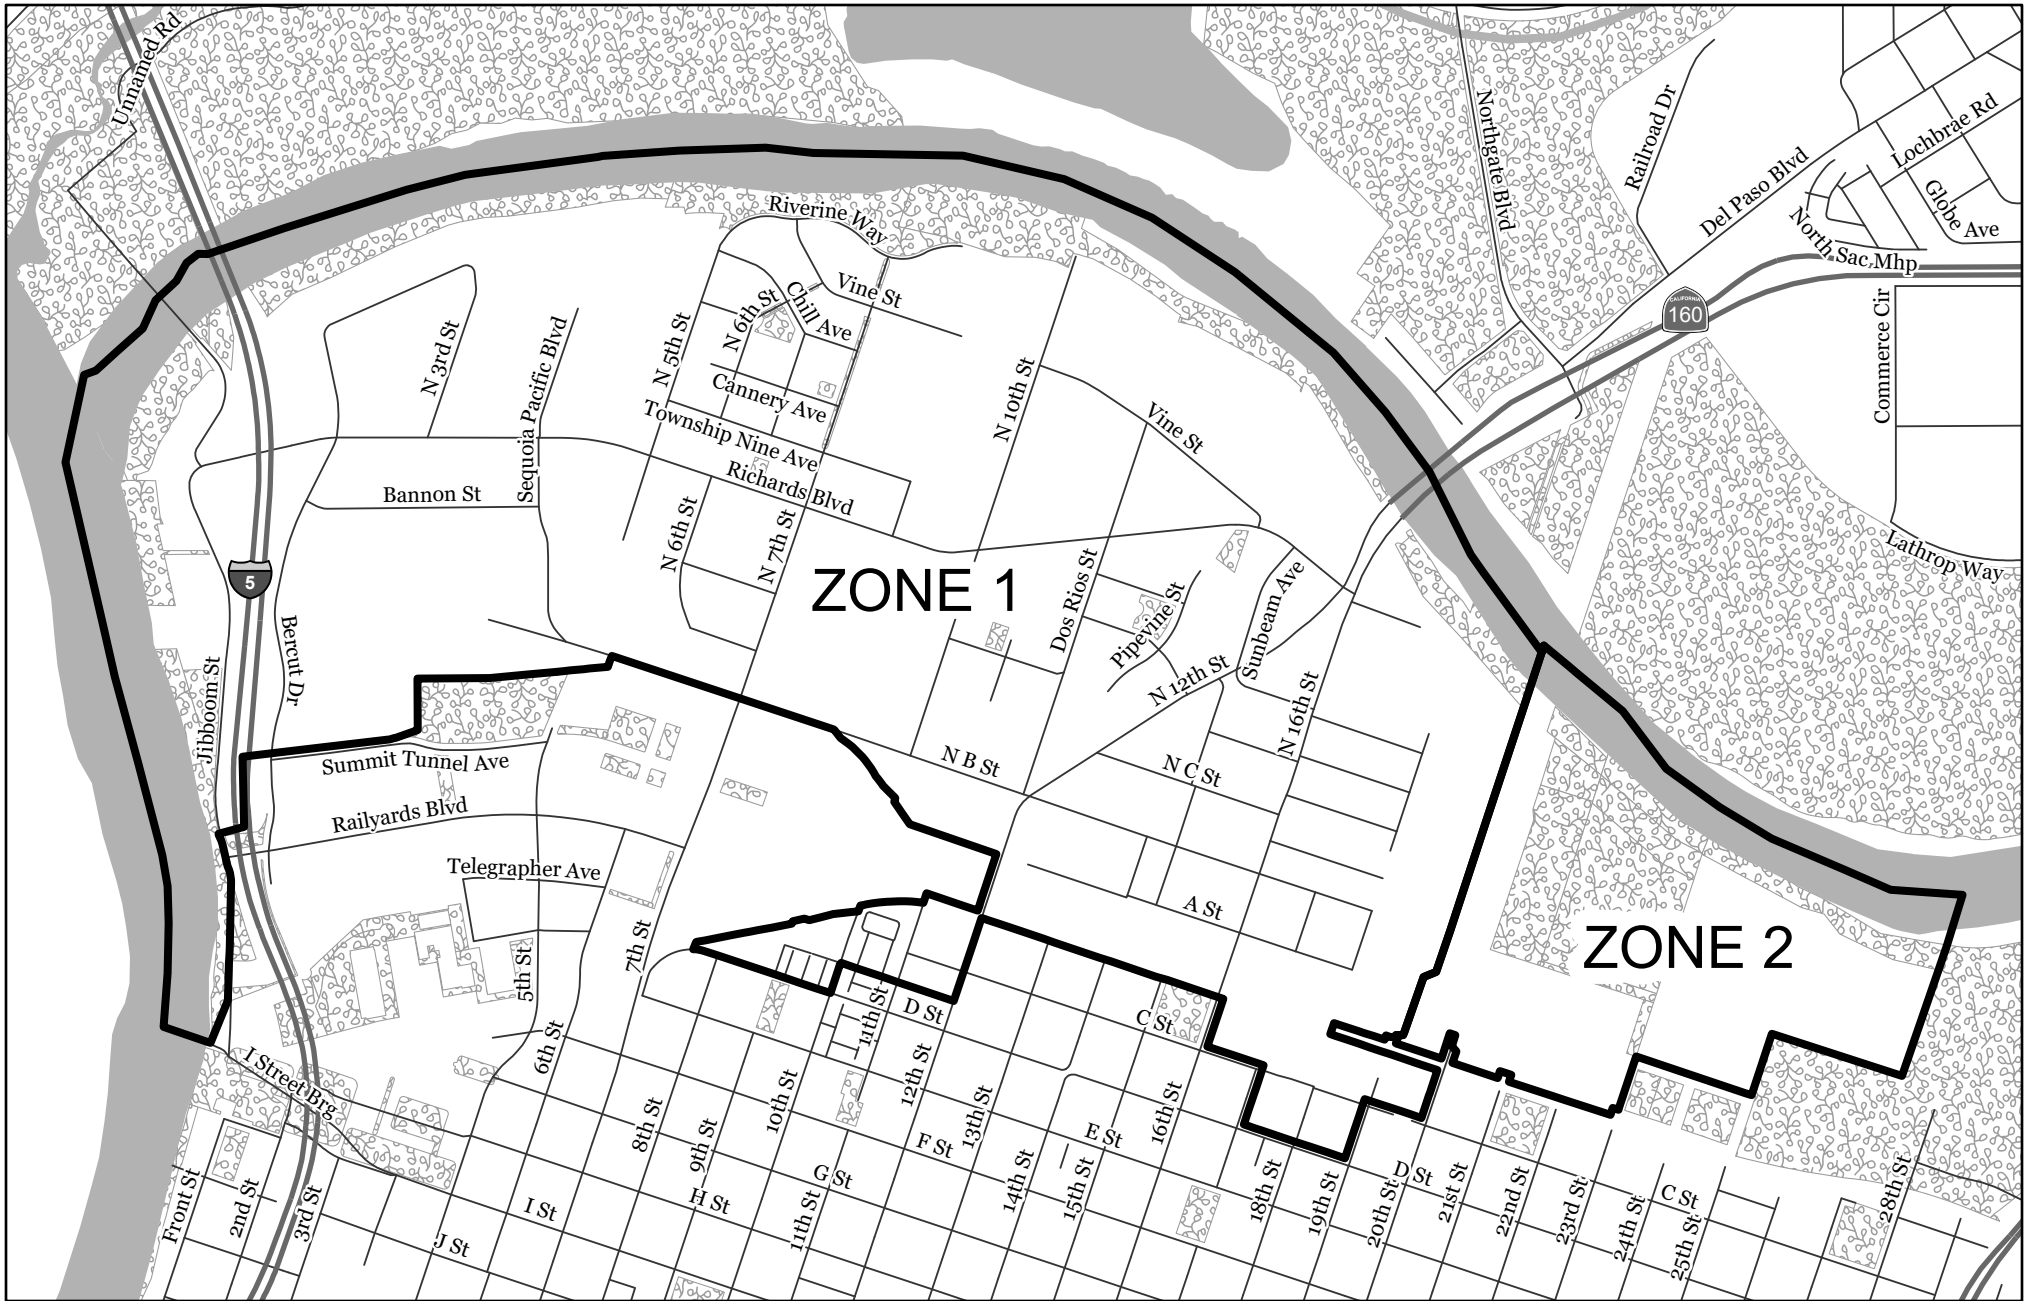 Unnamed Rd
Northgate Blvd
Railroad Dr
Del Paso Blvd
Lochbrae Rd
Globe Ave
North Sac Mhp
CALIFORNIA
160
Commerce Cir
Lathrop Way
Riverine Way
Vine St
Chill Ave
N 6th St
N 5th St
N 3rd St
Sequoia Pacific Blvd
Cannery Ave
Township Nine Ave
Richards Blvd
Bannon St
N 10th St
Vine St
N 6th St
N 7th St
5
ZONE 1
Dos Rios St
Pipevine St
Sunbeam Ave
N 12th St
N 16th St
Bercut Dr
Jibboom St
Summit Tunnel Ave
Railyards Blvd
Telegrapher Ave
N B St
N C St
A St
ZONE 2
7th St
5th St
6th St
11th St
D St
C St
12th St
13th St
16th St
I Street Brg
10th St
8th St
9th St
F St
E St
G St
H St
I St
J St
Front St
2nd St
3rd St
11th St
14th St
15th St
18th St
19th St
20th St
D St
21st St
22nd St
23rd St
24th St
25th St
C St
28th St